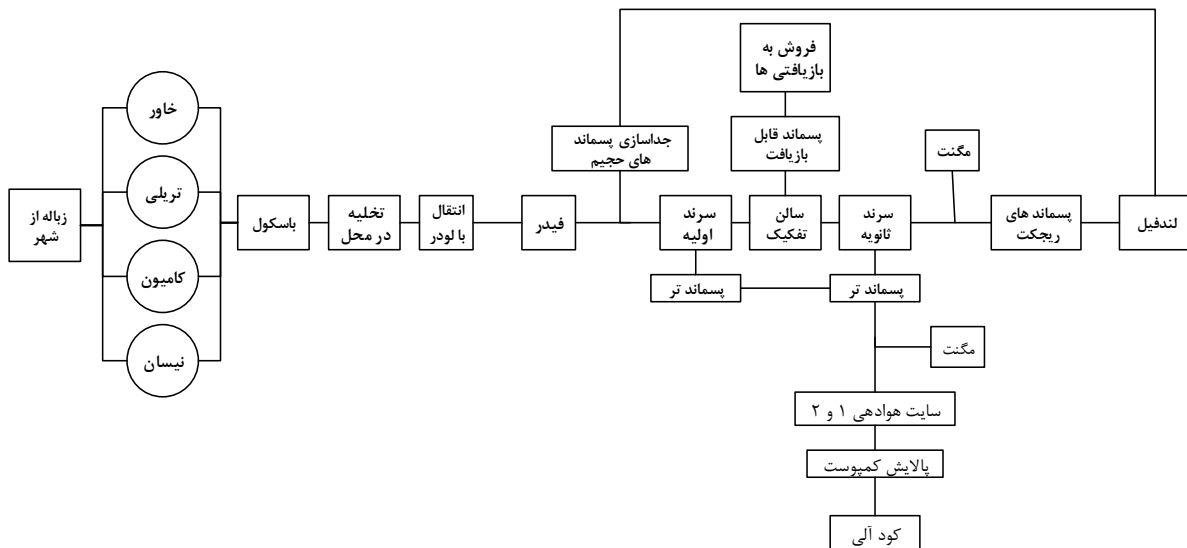 زباله از
شهر
خاور
تریلی
کامیون
نیسان
باسکول
تخلیه
در محل
انتقال
با لودر
فیدر
جداسازی پسماند
های حجیم
سرند
اولیه
پسماند تر
فروش به
بازیافتی ها
پسماند قابل
بازیافت
سالن
تفکیک
سرند
ثانویه
پسماند تر
مگنت
پسماند های
ریجکت
لندفیل
مگنت
سایت هوادهی ۱ و ۲
پالایش کمپوست
کود آلی